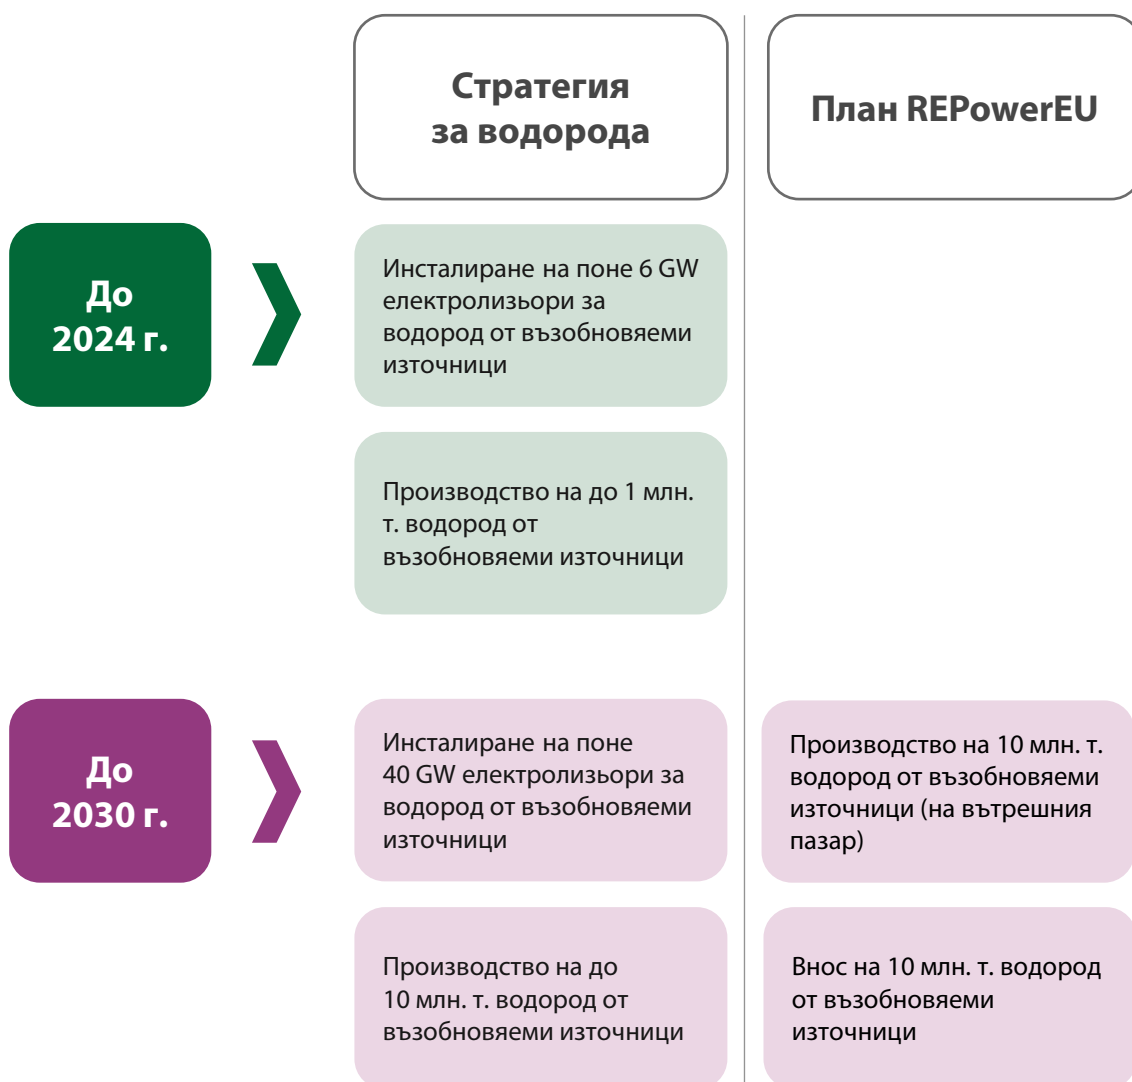 Стратегия
за водорода
План REPowerEU
До
2024 г.
Инсталиране на поне 6 GW
електролизьори за
водород от възобновяеми
източници
Производство на до 1 млн.
т. водород от
възобновяеми източници
До
2030 г.
Инсталиране на поне
40 GW електролизьори за
водород от възобновяеми
източници
Производство на 10 млн. т.
водород от възобновяеми
източници (на вътрешния
пазар)
Производство на до
10 млн. т. водород от
възобновяеми източници
Внос на 10 млн. т. водород
от възобновяеми
източници